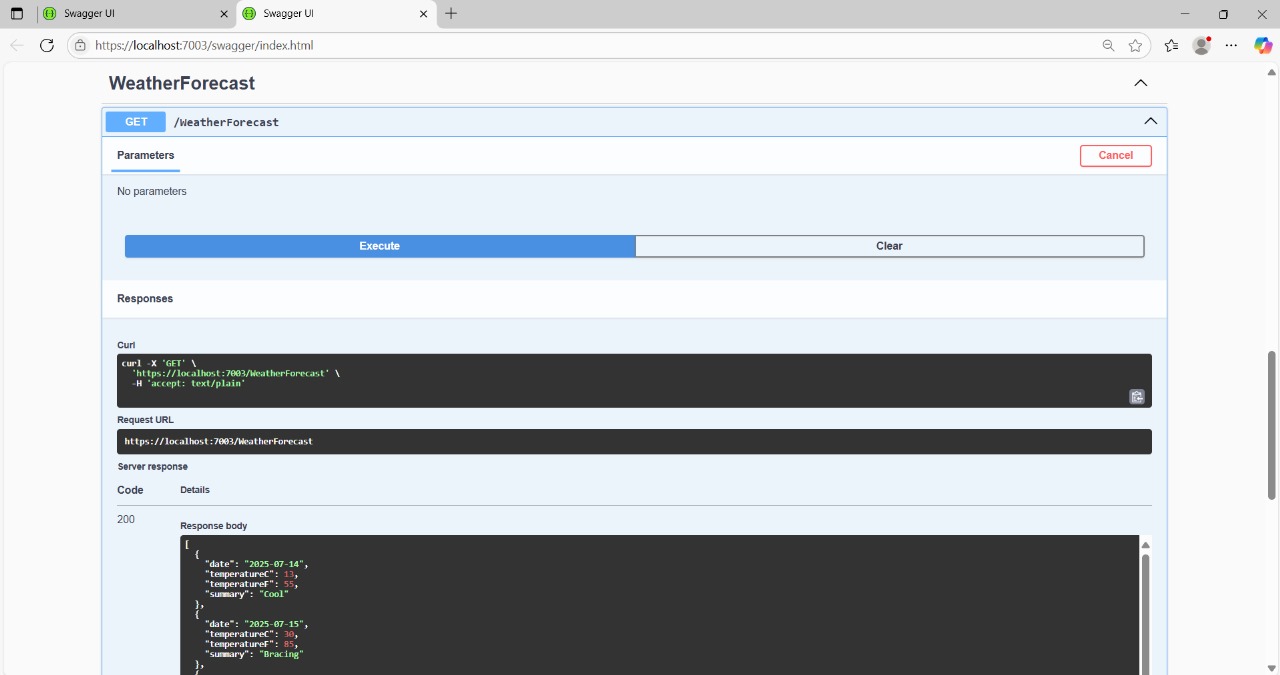 Swagger UI
Swagger UI
https://localhost:7003/swagger/index.html
WeatherForecast
GET /WeatherForecast
Parameters
Cancel
No parameters
Execute
Clear
Responses
Curl
curl -X 'GET' \
'https://localhost:7003/WeatherForecast' \
-H 'accept: text/plain'
Request URL
https://localhost:7003/WeatherForecast
Server response
Code Details
200
Response body
[
{
"date": "2025-07-14",
"temperatureC": 13,
"temperatureF": 55,
"summary": "Cool"
},
{
"date": "2025-07-15",
"temperatureC": 30,
"temperatureF": 85,
"summary": "Bracing"
},
{